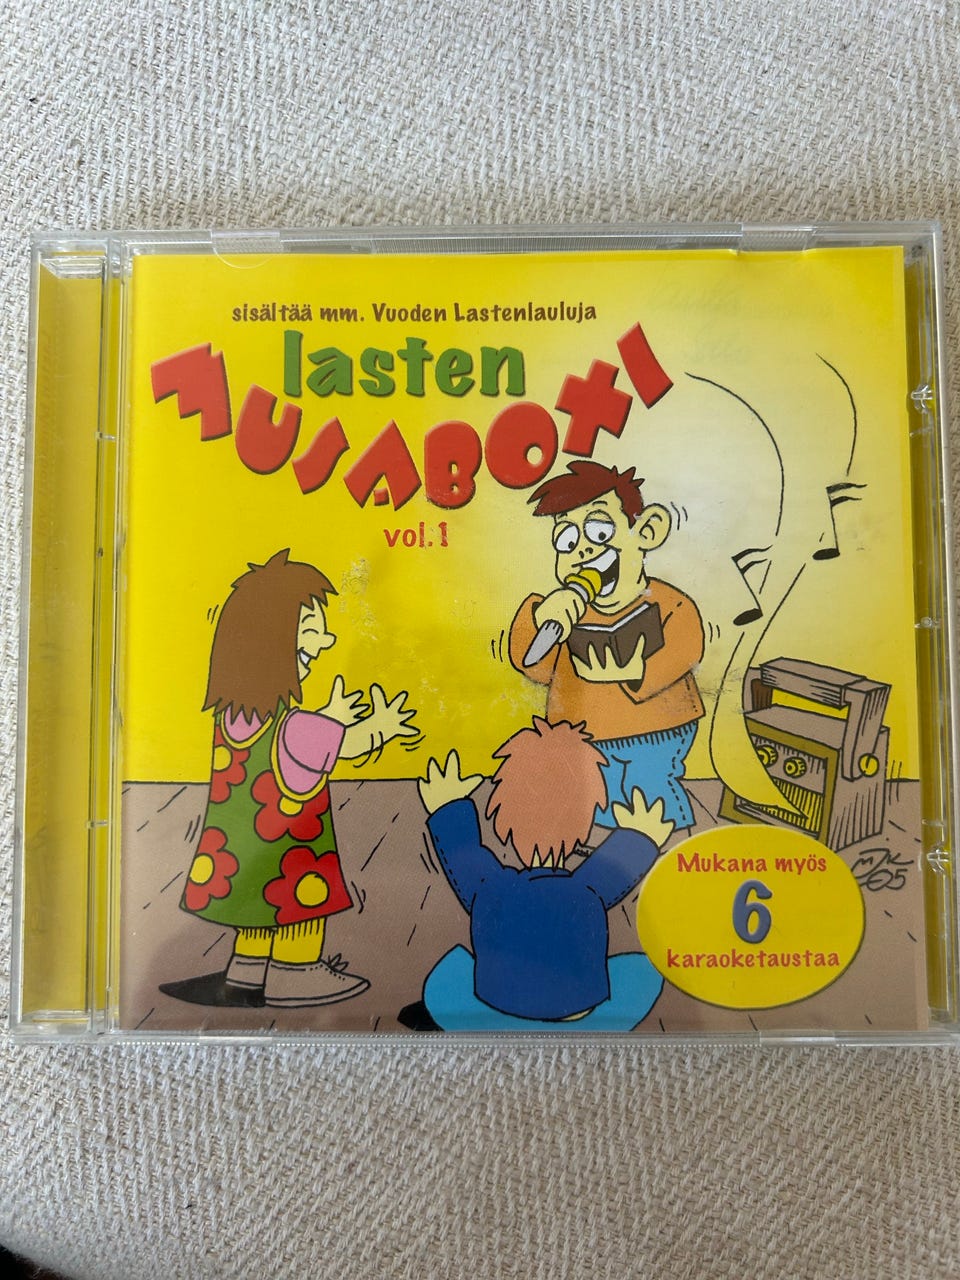 sisältää mm. Vuoden Lastenlauluja
lasten
MUSABOXI
vol.1
Mukana myös
6
karaoketaustaa